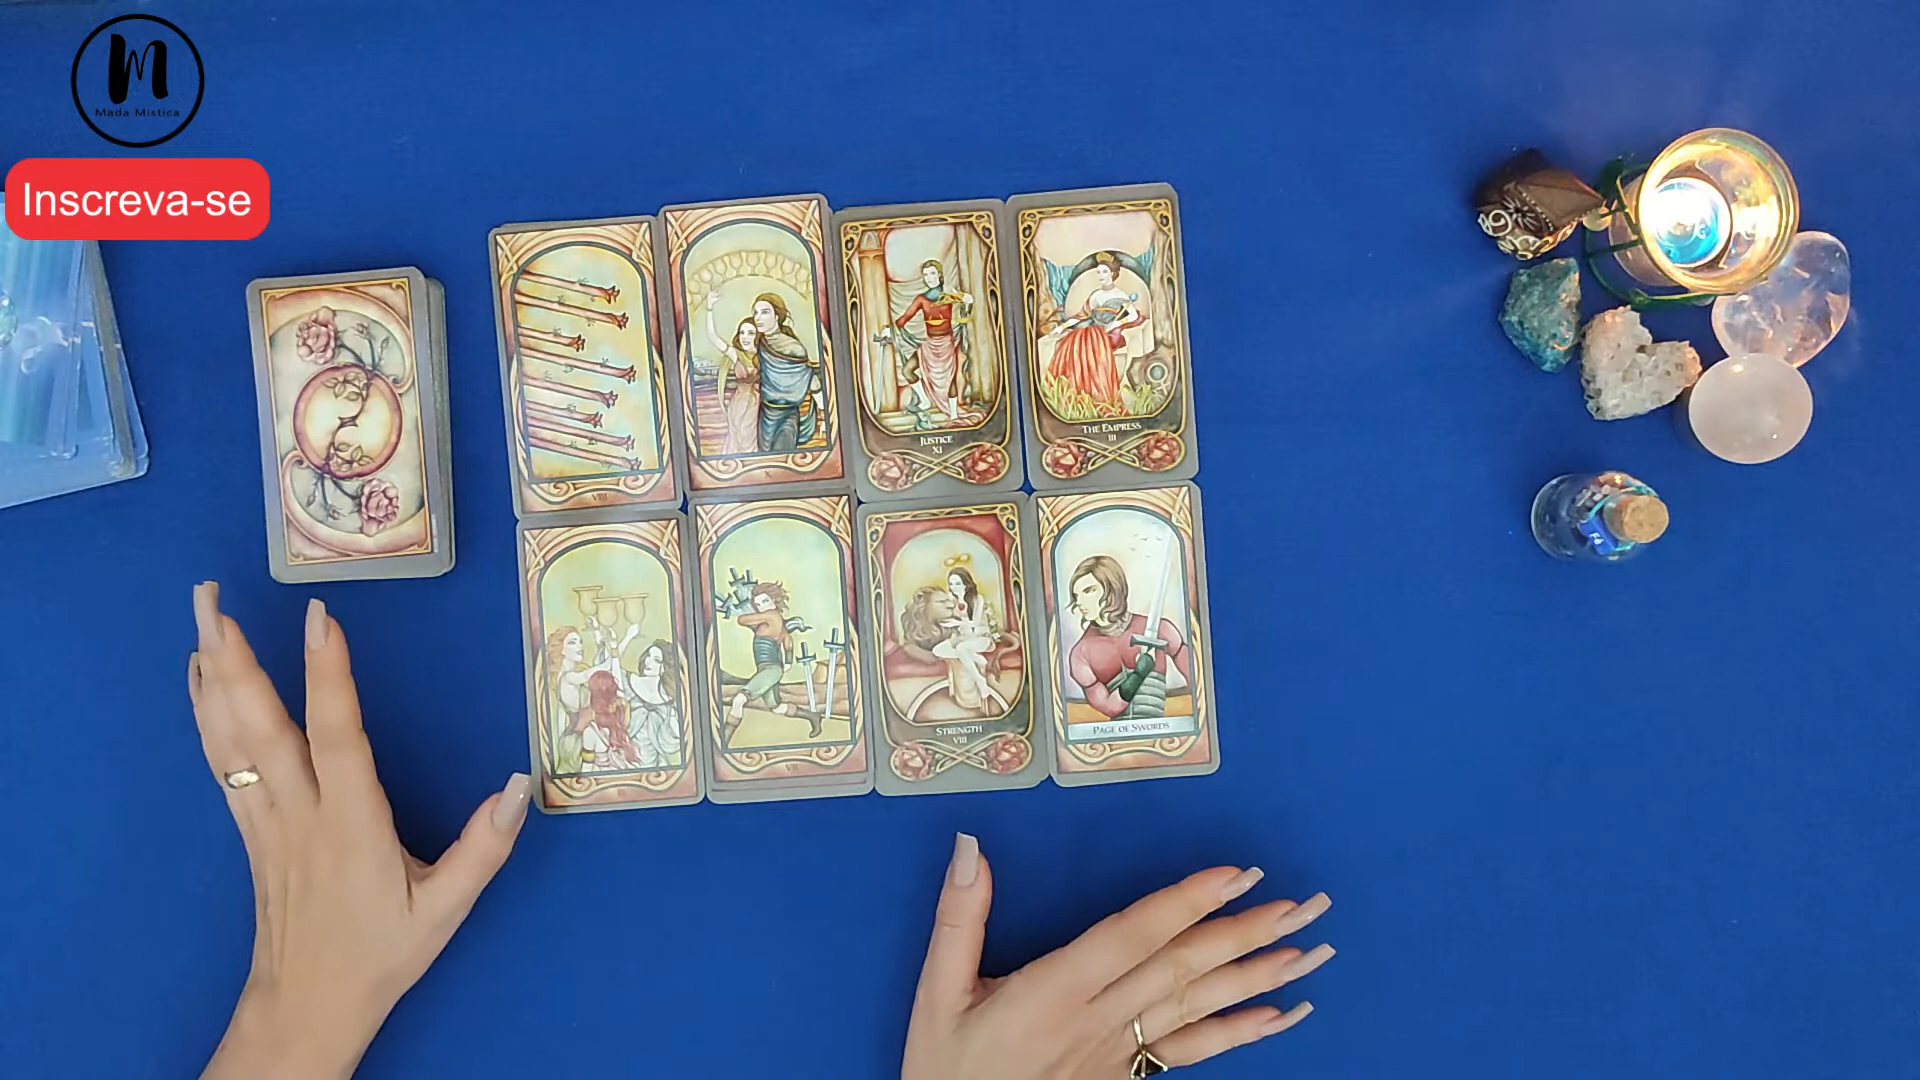 M
Mada Mística
Inscreva-se
VIII
X
JUSTICE
XI
THE EMPRESS
III
III
VII
STRENGTH
VIII
PAGE OF SWORDS